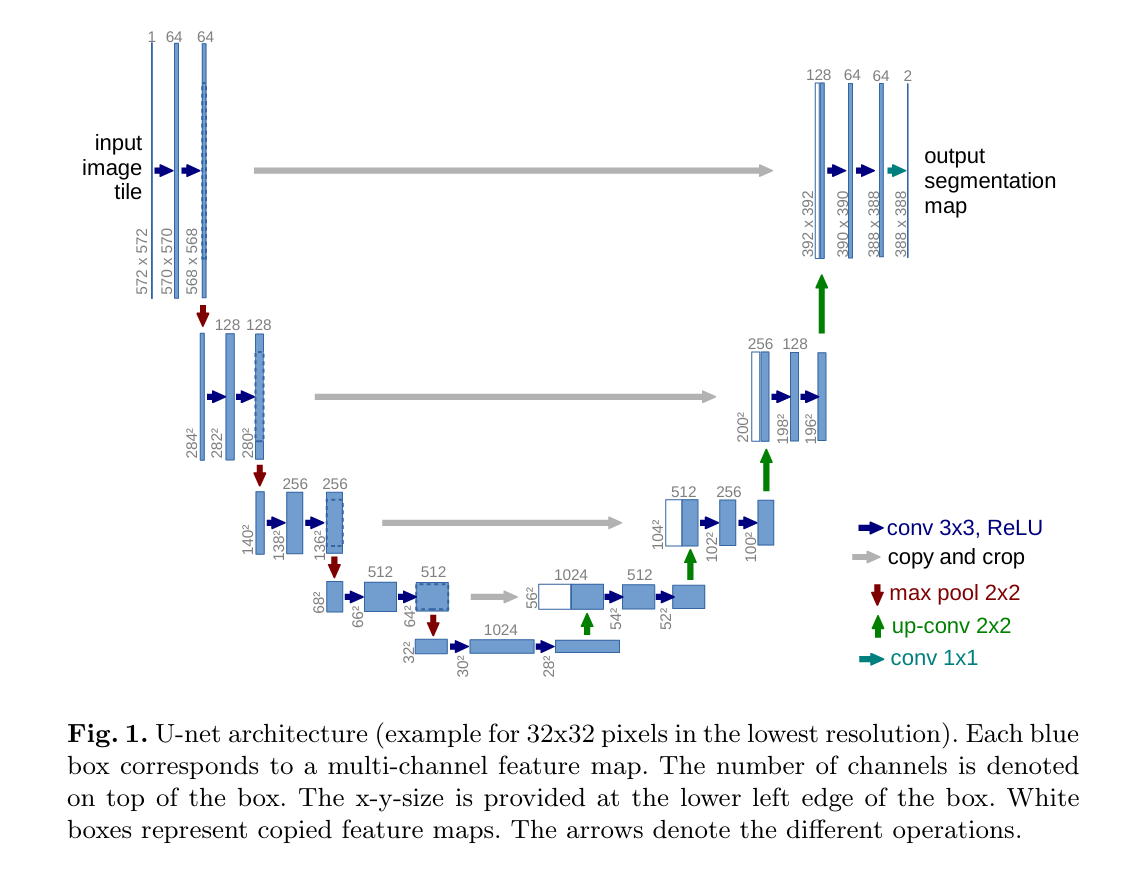 1 64 64
input
image
tile
572 x 572
570 x 570
568 x 568
128 64 64 2
output
segmentation
map
392 x 392
390 x 390
388 x 388
388 x 388
128 128
284²
282²
280²
256 128
200²
198²
196²
256 256
140²
138²
136²
512 256
104²
102²
100²
512 512
68²
66²
64²
1024 512
56²
54²
52²
1024
32²
30²
28²
conv 3x3, ReLU
copy and crop
max pool 2x2
up-conv 2x2
conv 1x1
Fig. 1. U-net architecture (example for 32x32 pixels in the lowest resolution). Each blue
box corresponds to a multi-channel feature map. The number of channels is denoted
on top of the box. The x-y-size is provided at the lower left edge of the box. White
boxes represent copied feature maps. The arrows denote the different operations.